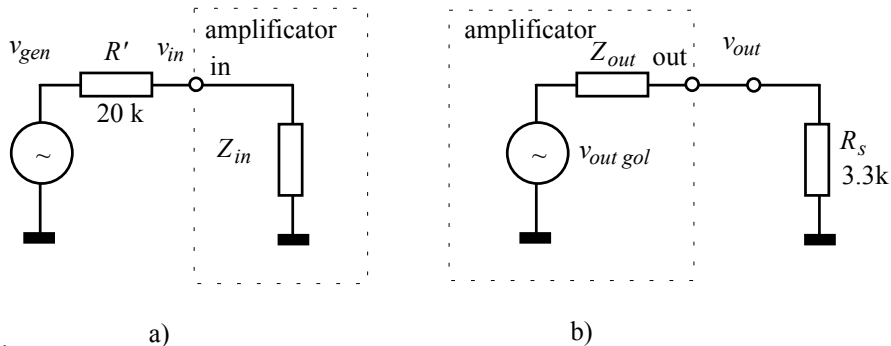 amplificator
v_gen
R'
v_in
in
20 k
Z_in
~
a)
amplificator
Z_out
out
v_out
~
v_out gol
R_s
3.3k
b)